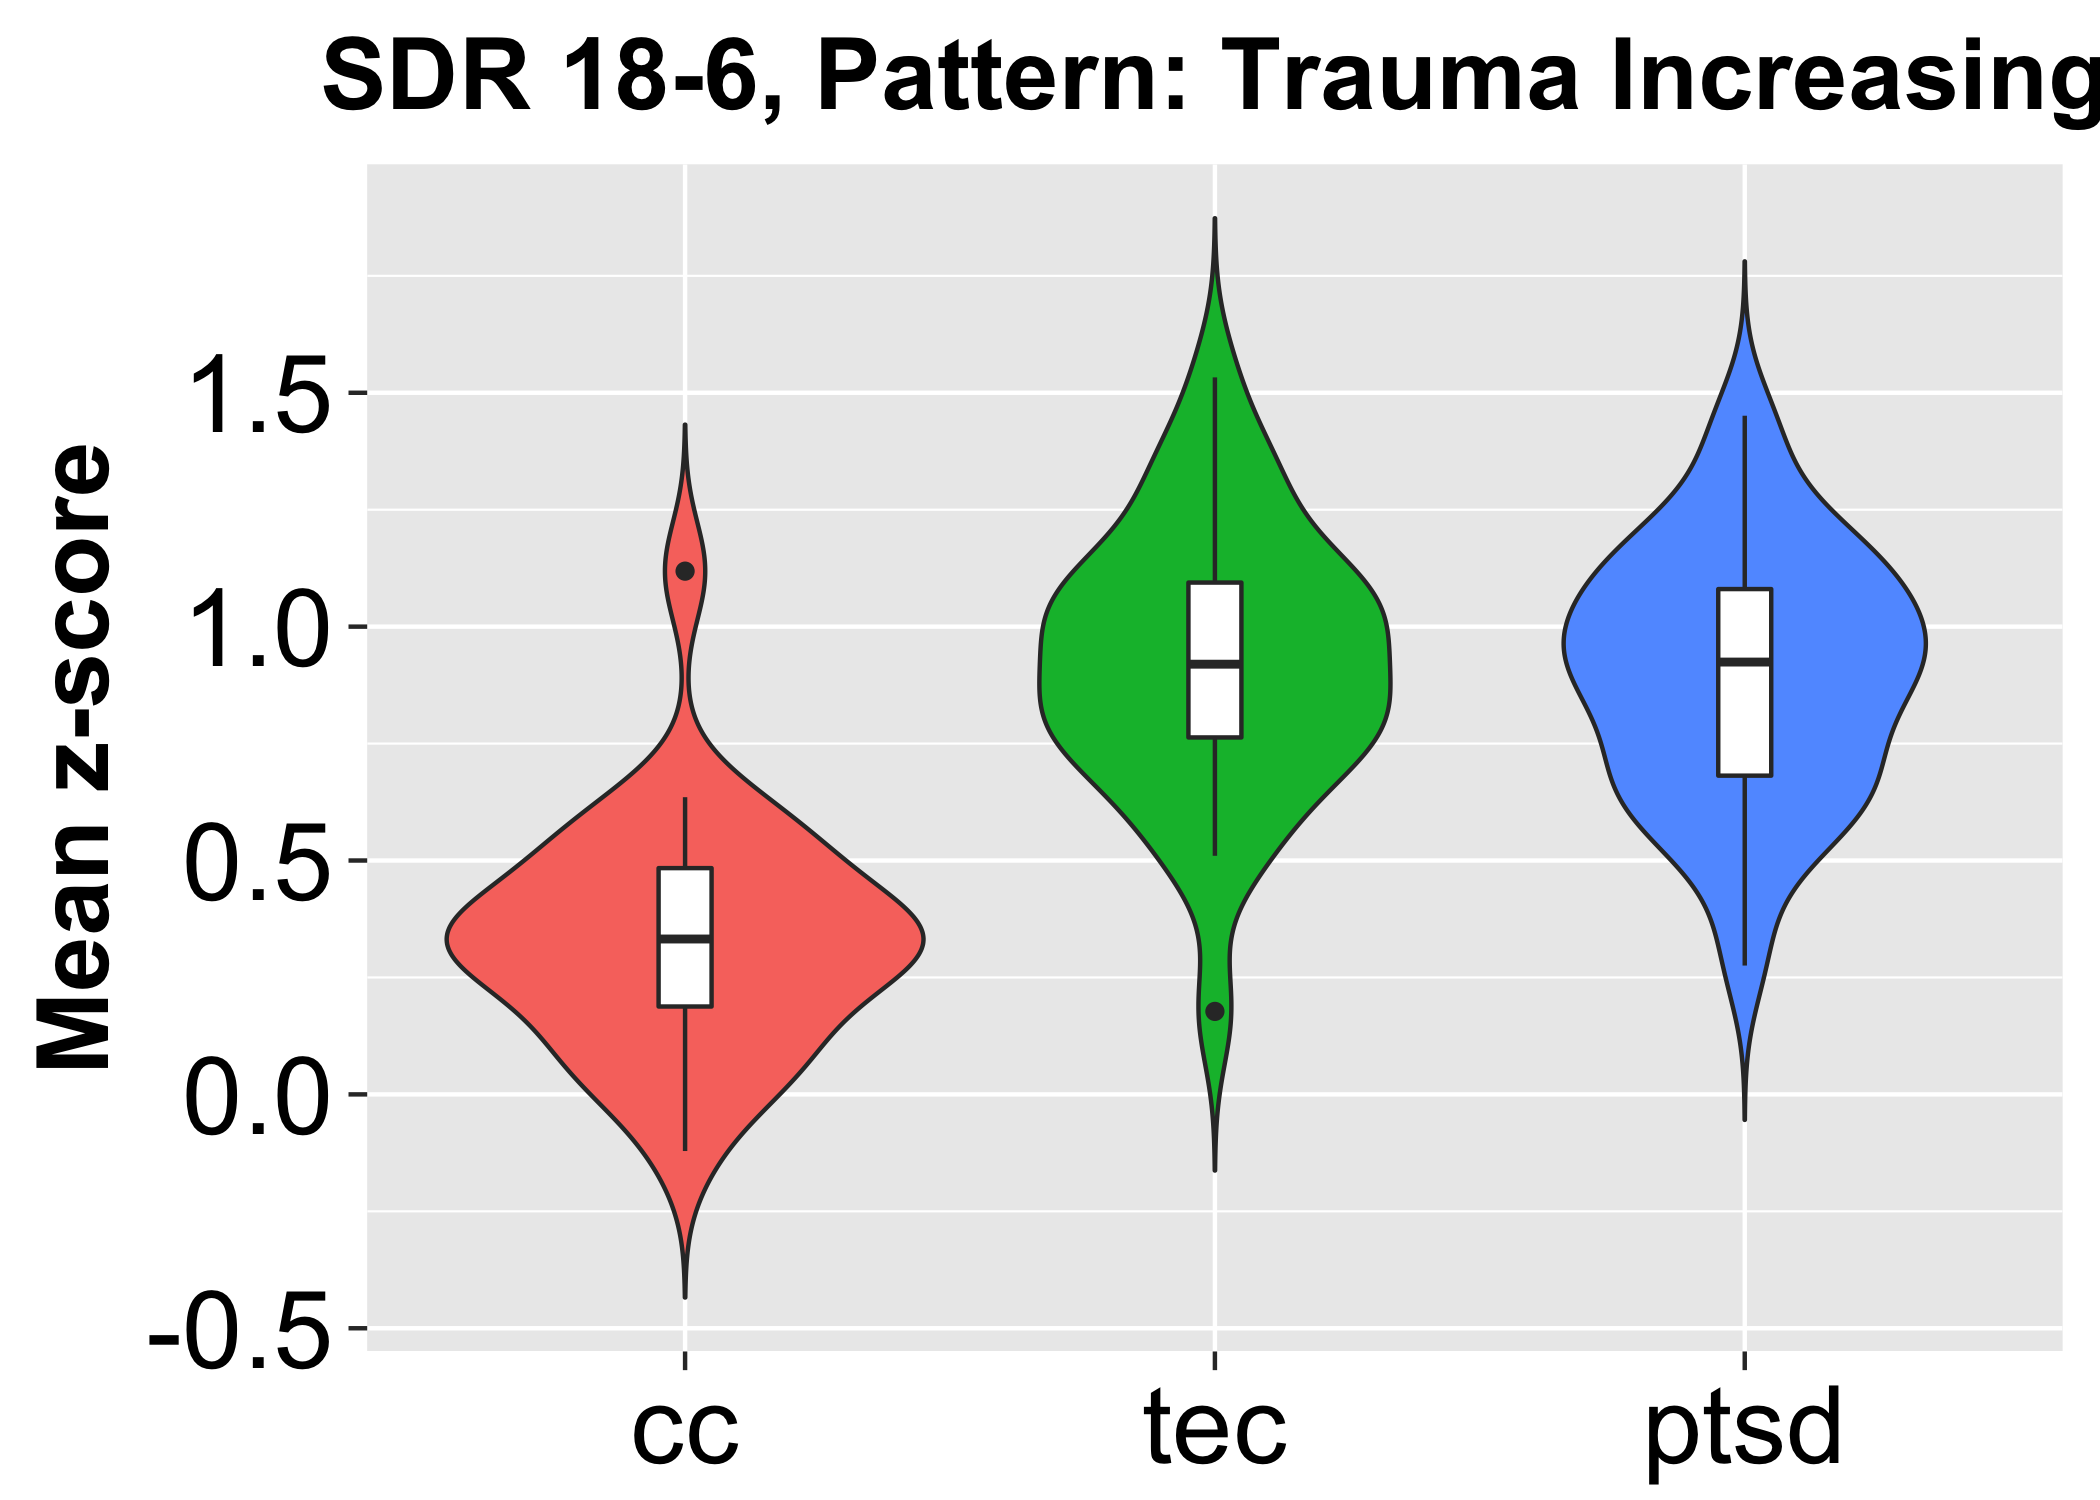 SDR 18-6, Pattern: Trauma Increasing
Mean z-score
1.5
1.0
0.5
0.0
-0.5
cc
tec
ptsd